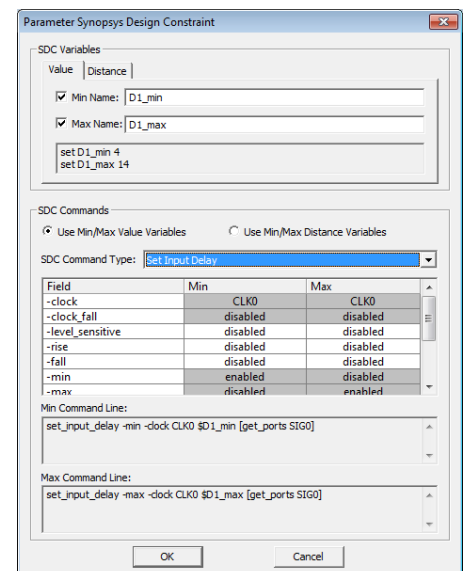 Parameter Synopsys Design Constraint
SDC Variables
Value Distance
Min Name: D1_min
Max Name: D1_max
set D1_min 4
set D1_max 14
SDC Commands
Use Min/Max Value Variables Use Min/Max Distance Variables
SDC Command Type: Set Input Delay
Field Min Max
-clock CLK0 CLK0
-clock_fall disabled disabled
-level_sensitive disabled disabled
-rise disabled disabled
-fall disabled disabled
-min enabled disabled
-max disabled enabled
Min Command Line:
set_input_delay -min -clock CLK0 $D1_min [get_ports SIG0]
Max Command Line:
set_input_delay -max -clock CLK0 $D1_max [get_ports SIG0]
OK Cancel